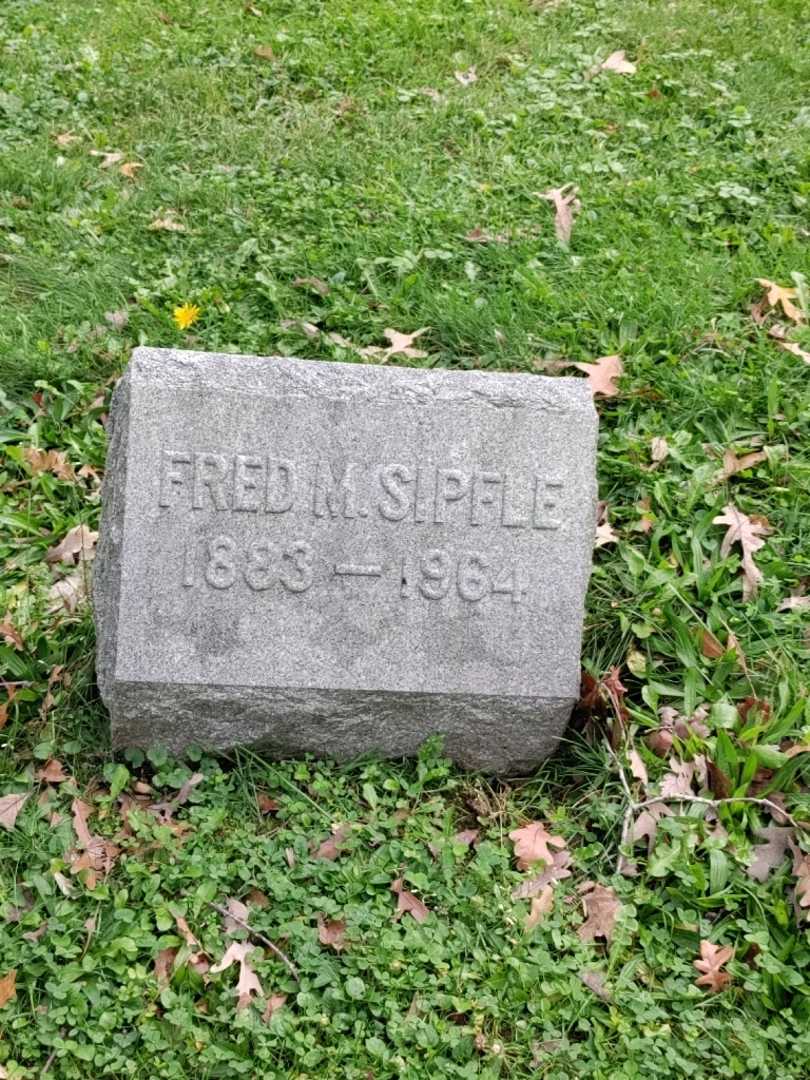 FRED M. SIPFLE
1883 — 1964